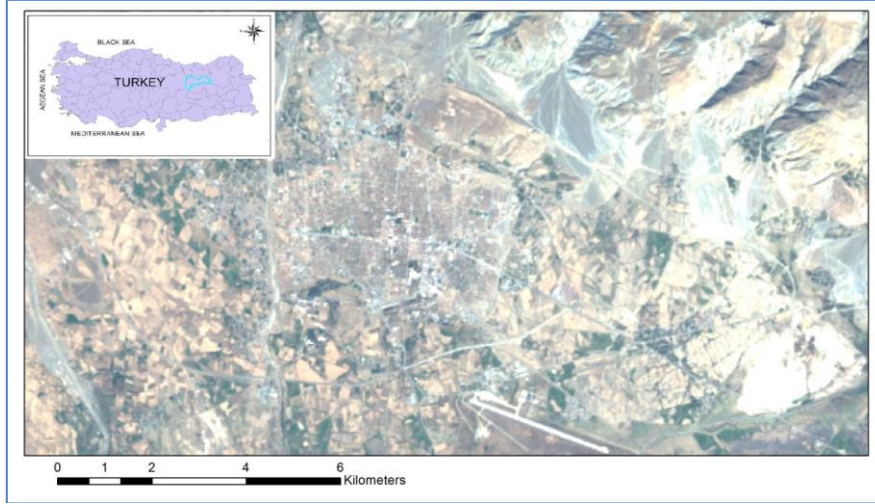 BLACK SEA
TURKEY
AEGEAN SEA
MEDITERRANEAN SEA
0 1 2 4 6
Kilometers